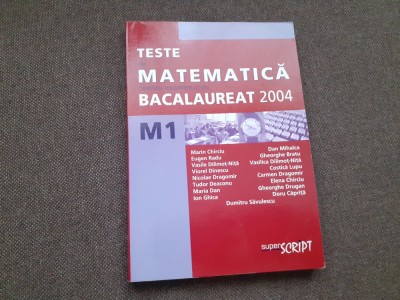 TESTE
MATEMATICĂ
BACALAUREAT 2004
M1
Marin Chirciu
Eugen Radu
Vasile Dilimoț-Niță
Viorel Dinescu
Nicolae Dragomir
Tudor Deaconu
Maria Dan
Ion Ghica
Dan Mihalca
Gheorghe Bratu
Vasilica Dilimoț-Niță
Costică Lupu
Carmen Dragomir
Elena Chirciu
Gheorghe Drugan
Doru Căpriță
Dumitru Săvulescu
super SCRIPT